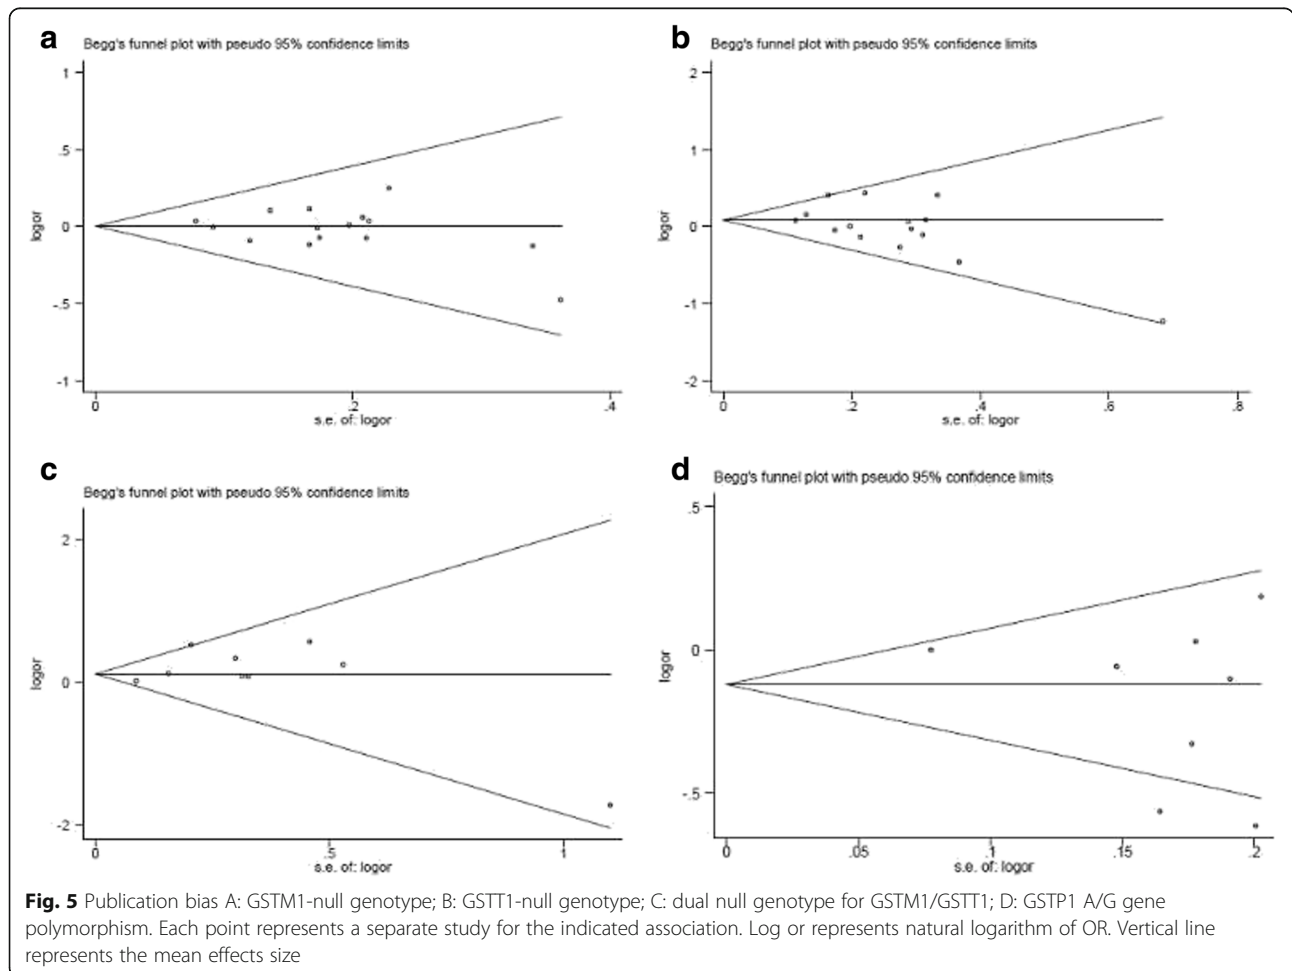 a
Begg's funnel plot with pseudo 95% confidence limits
1
.5
0
-.5
-1
logor
0
.2
.4
s.e. of: logor
b
Begg's funnel plot with pseudo 95% confidence limits
2
1
0
-1
-2
logor
0
.2
.4
.6
.8
s.e. of: logor
c
Begg's funnel plot with pseudo 95% confidence limits
2
0
-2
logor
0
.5
1
s.e. of: logor
d
Begg's funnel plot with pseudo 95% confidence limits
.5
0
-.5
logor
0
.05
.1
.15
.2
s.e. of: logor
Fig. 5 Publication bias A: GSTM1-null genotype; B: GSTT1-null genotype; C: dual null genotype for GSTM1/GSTT1; D: GSTP1 A/G gene
polymorphism. Each point represents a separate study for the indicated association. Log or represents natural logarithm of OR. Vertical line
represents the mean effects size